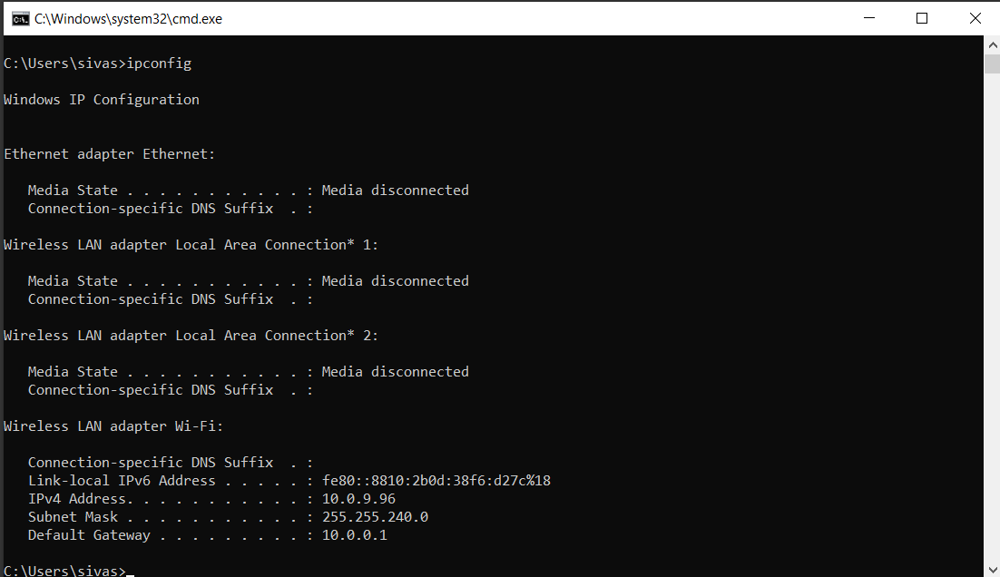 C:\Windows\system32\cmd.exe
C:\Users\sivas>ipconfig
Windows IP Configuration
Ethernet adapter Ethernet:
   Media State . . . . . . . . . . . : Media disconnected
   Connection-specific DNS Suffix  . :
Wireless LAN adapter Local Area Connection* 1:
   Media State . . . . . . . . . . . : Media disconnected
   Connection-specific DNS Suffix  . :
Wireless LAN adapter Local Area Connection* 2:
   Media State . . . . . . . . . . . : Media disconnected
   Connection-specific DNS Suffix  . :
Wireless LAN adapter Wi-Fi:
   Connection-specific DNS Suffix  . :
   Link-local IPv6 Address . . . . . : fe80::8810:2b0d:38f6:d27c%18
   IPv4 Address. . . . . . . . . . . : 10.0.9.96
   Subnet Mask . . . . . . . . . . . : 255.255.240.0
   Default Gateway . . . . . . . . . : 10.0.0.1
C:\Users\sivas>_